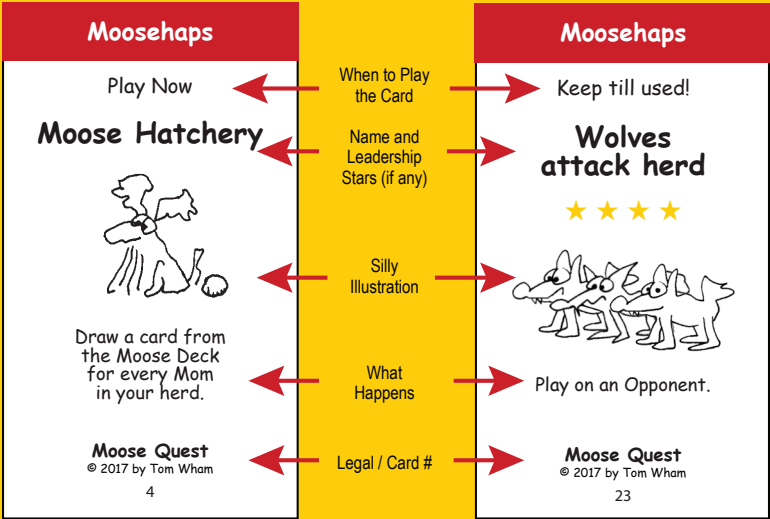 Moosehaps
Play Now
Moose Hatchery
Draw a card from
the Moose Deck
for every Mom
in your herd.
Moose Quest
© 2017 by Tom Wham
4
When to Play
the Card
Name and
Leadership
Stars (if any)
Silly
Illustration
What
Happens
Legal / Card #
Moosehaps
Keep till used!
Wolves
attack herd
Play on an Opponent.
Moose Quest
© 2017 by Tom Wham
23